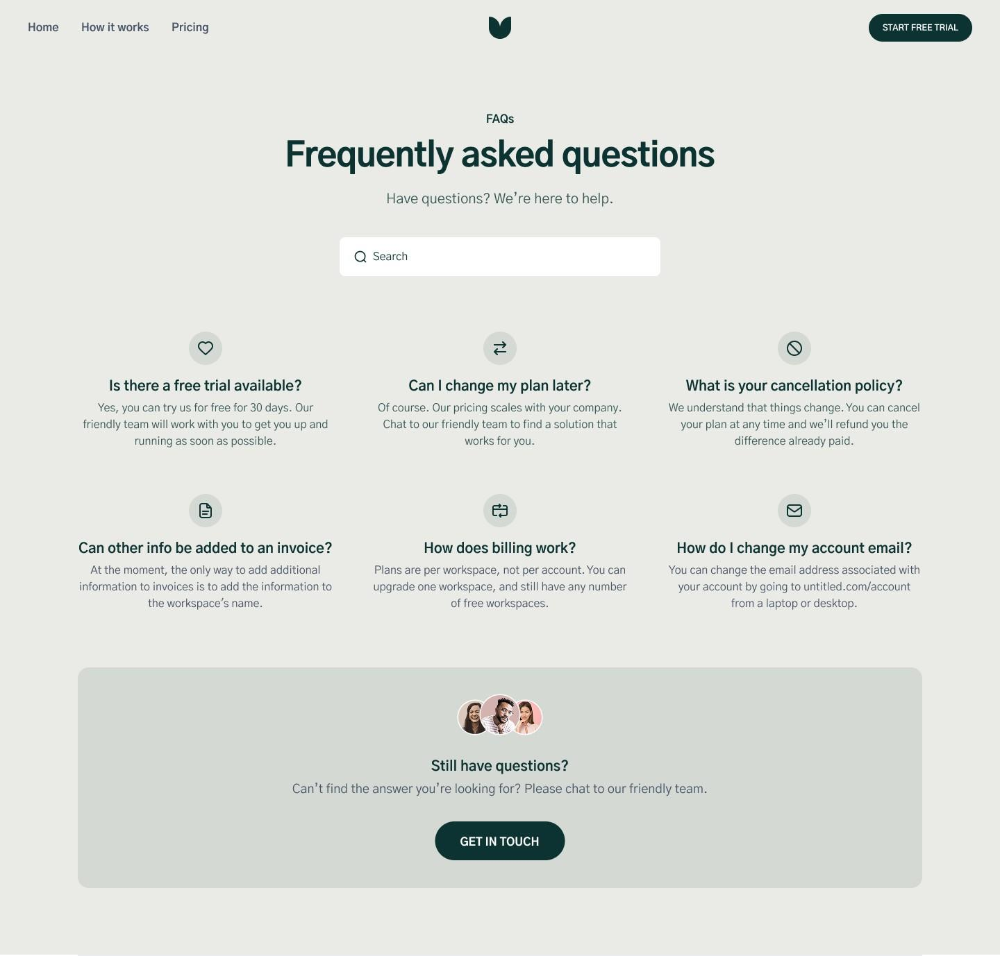 Home
How it works
Pricing
START FREE TRIAL
FAQs
Frequently asked questions
Have questions? We’re here to help.
Search
Is there a free trial available?
Yes, you can try us for free for 30 days. Our
friendly team will work with you to get you up and
running as soon as possible.
Can I change my plan later?
Of course. Our pricing scales with your company.
Chat to our friendly team to find a solution that
works for you.
What is your cancellation policy?
We understand that things change. You can cancel
your plan at any time and we’ll refund you the
difference already paid.
Can other info be added to an invoice?
At the moment, the only way to add additional
information to invoices is to add the information to
the workspace's name.
How does billing work?
Plans are per workspace, not per account. You can
upgrade one workspace, and still have any number
of free workspaces.
How do I change my account email?
You can change the email address associated with
your account by going to untitled.com/account
from a laptop or desktop.
Still have questions?
Can’t find the answer you’re looking for? Please chat to our friendly team.
GET IN TOUCH